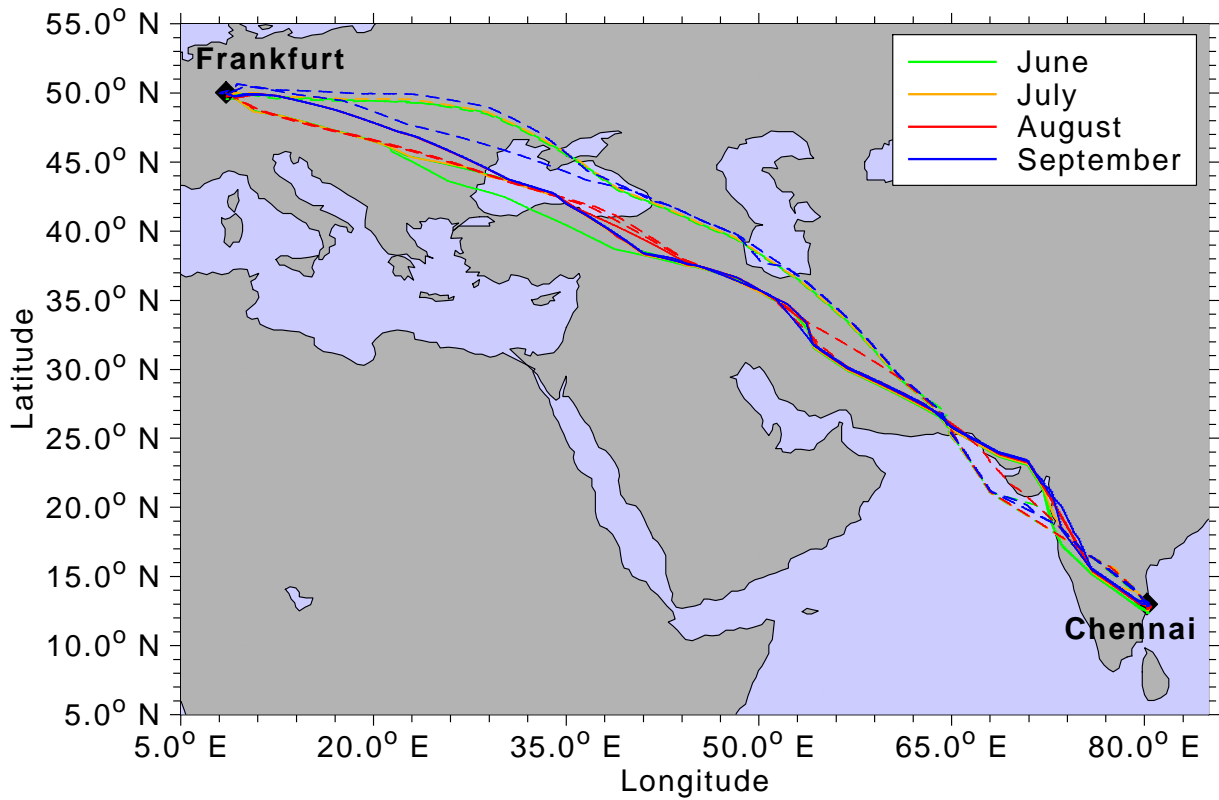 55.0° N
50.0° N
45.0° N
40.0° N
35.0° N
30.0° N
25.0° N
20.0° N
15.0° N
10.0° N
5.0° N
Latitude
Frankfurt
June
July
August
September
Chennai
5.0° E 20.0° E 35.0° E 50.0° E 65.0° E 80.0° E
Longitude